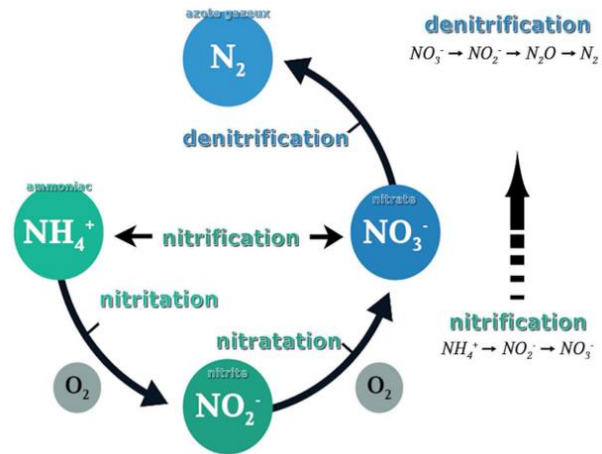 azote gazeux
N₂
denitrification
NO₃⁻ → NO₂⁻ → N₂O → N₂
denitrification
ammoniac
NH₄⁺
nitrification
nitrate
NO₃⁻
nitritation
nitratation
nitrification
NH₄⁺ → NO₂⁻ → NO₃⁻
O₂
nitrite
NO₂⁻
O₂